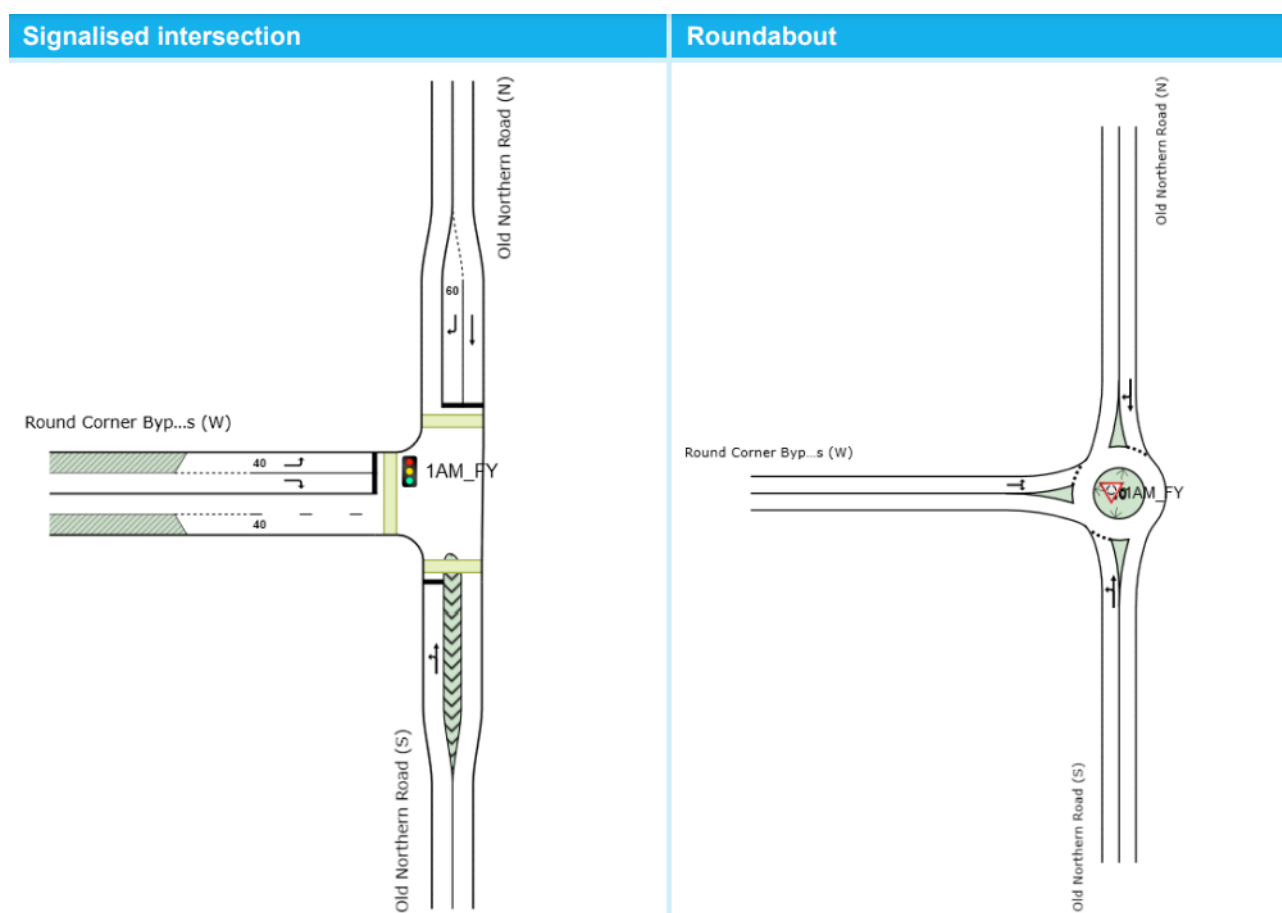 Signalised intersection
Old Northern Road (N)
60
Round Corner Byp...s (W)
40
1AM_FY
40
Old Northern Road (S)
Roundabout
Old Northern Road (N)
Round Corner Byp...s (W)
1AM_FY
Old Northern Road (S)